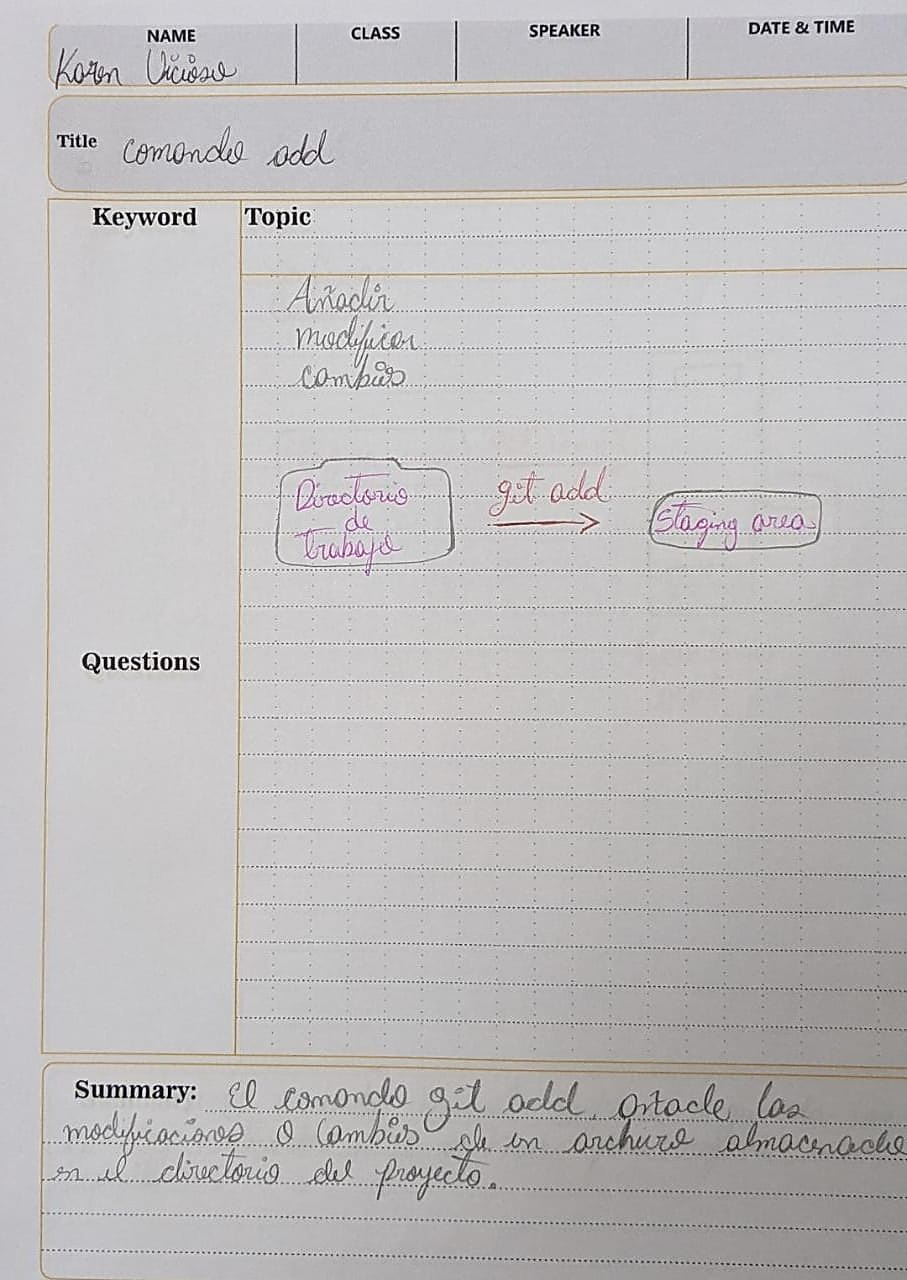 NAME CLASS SPEAKER DATE & TIME
Karen Vicioso
Title comando add
Keyword Topic
Añadir
modificar
cambios
Directorio
de
trabajo
git add
Staging area
Questions
Summary: El comando git add las
modificaciones o cambios de un archivo almacenado
en el directorio del proyecto.